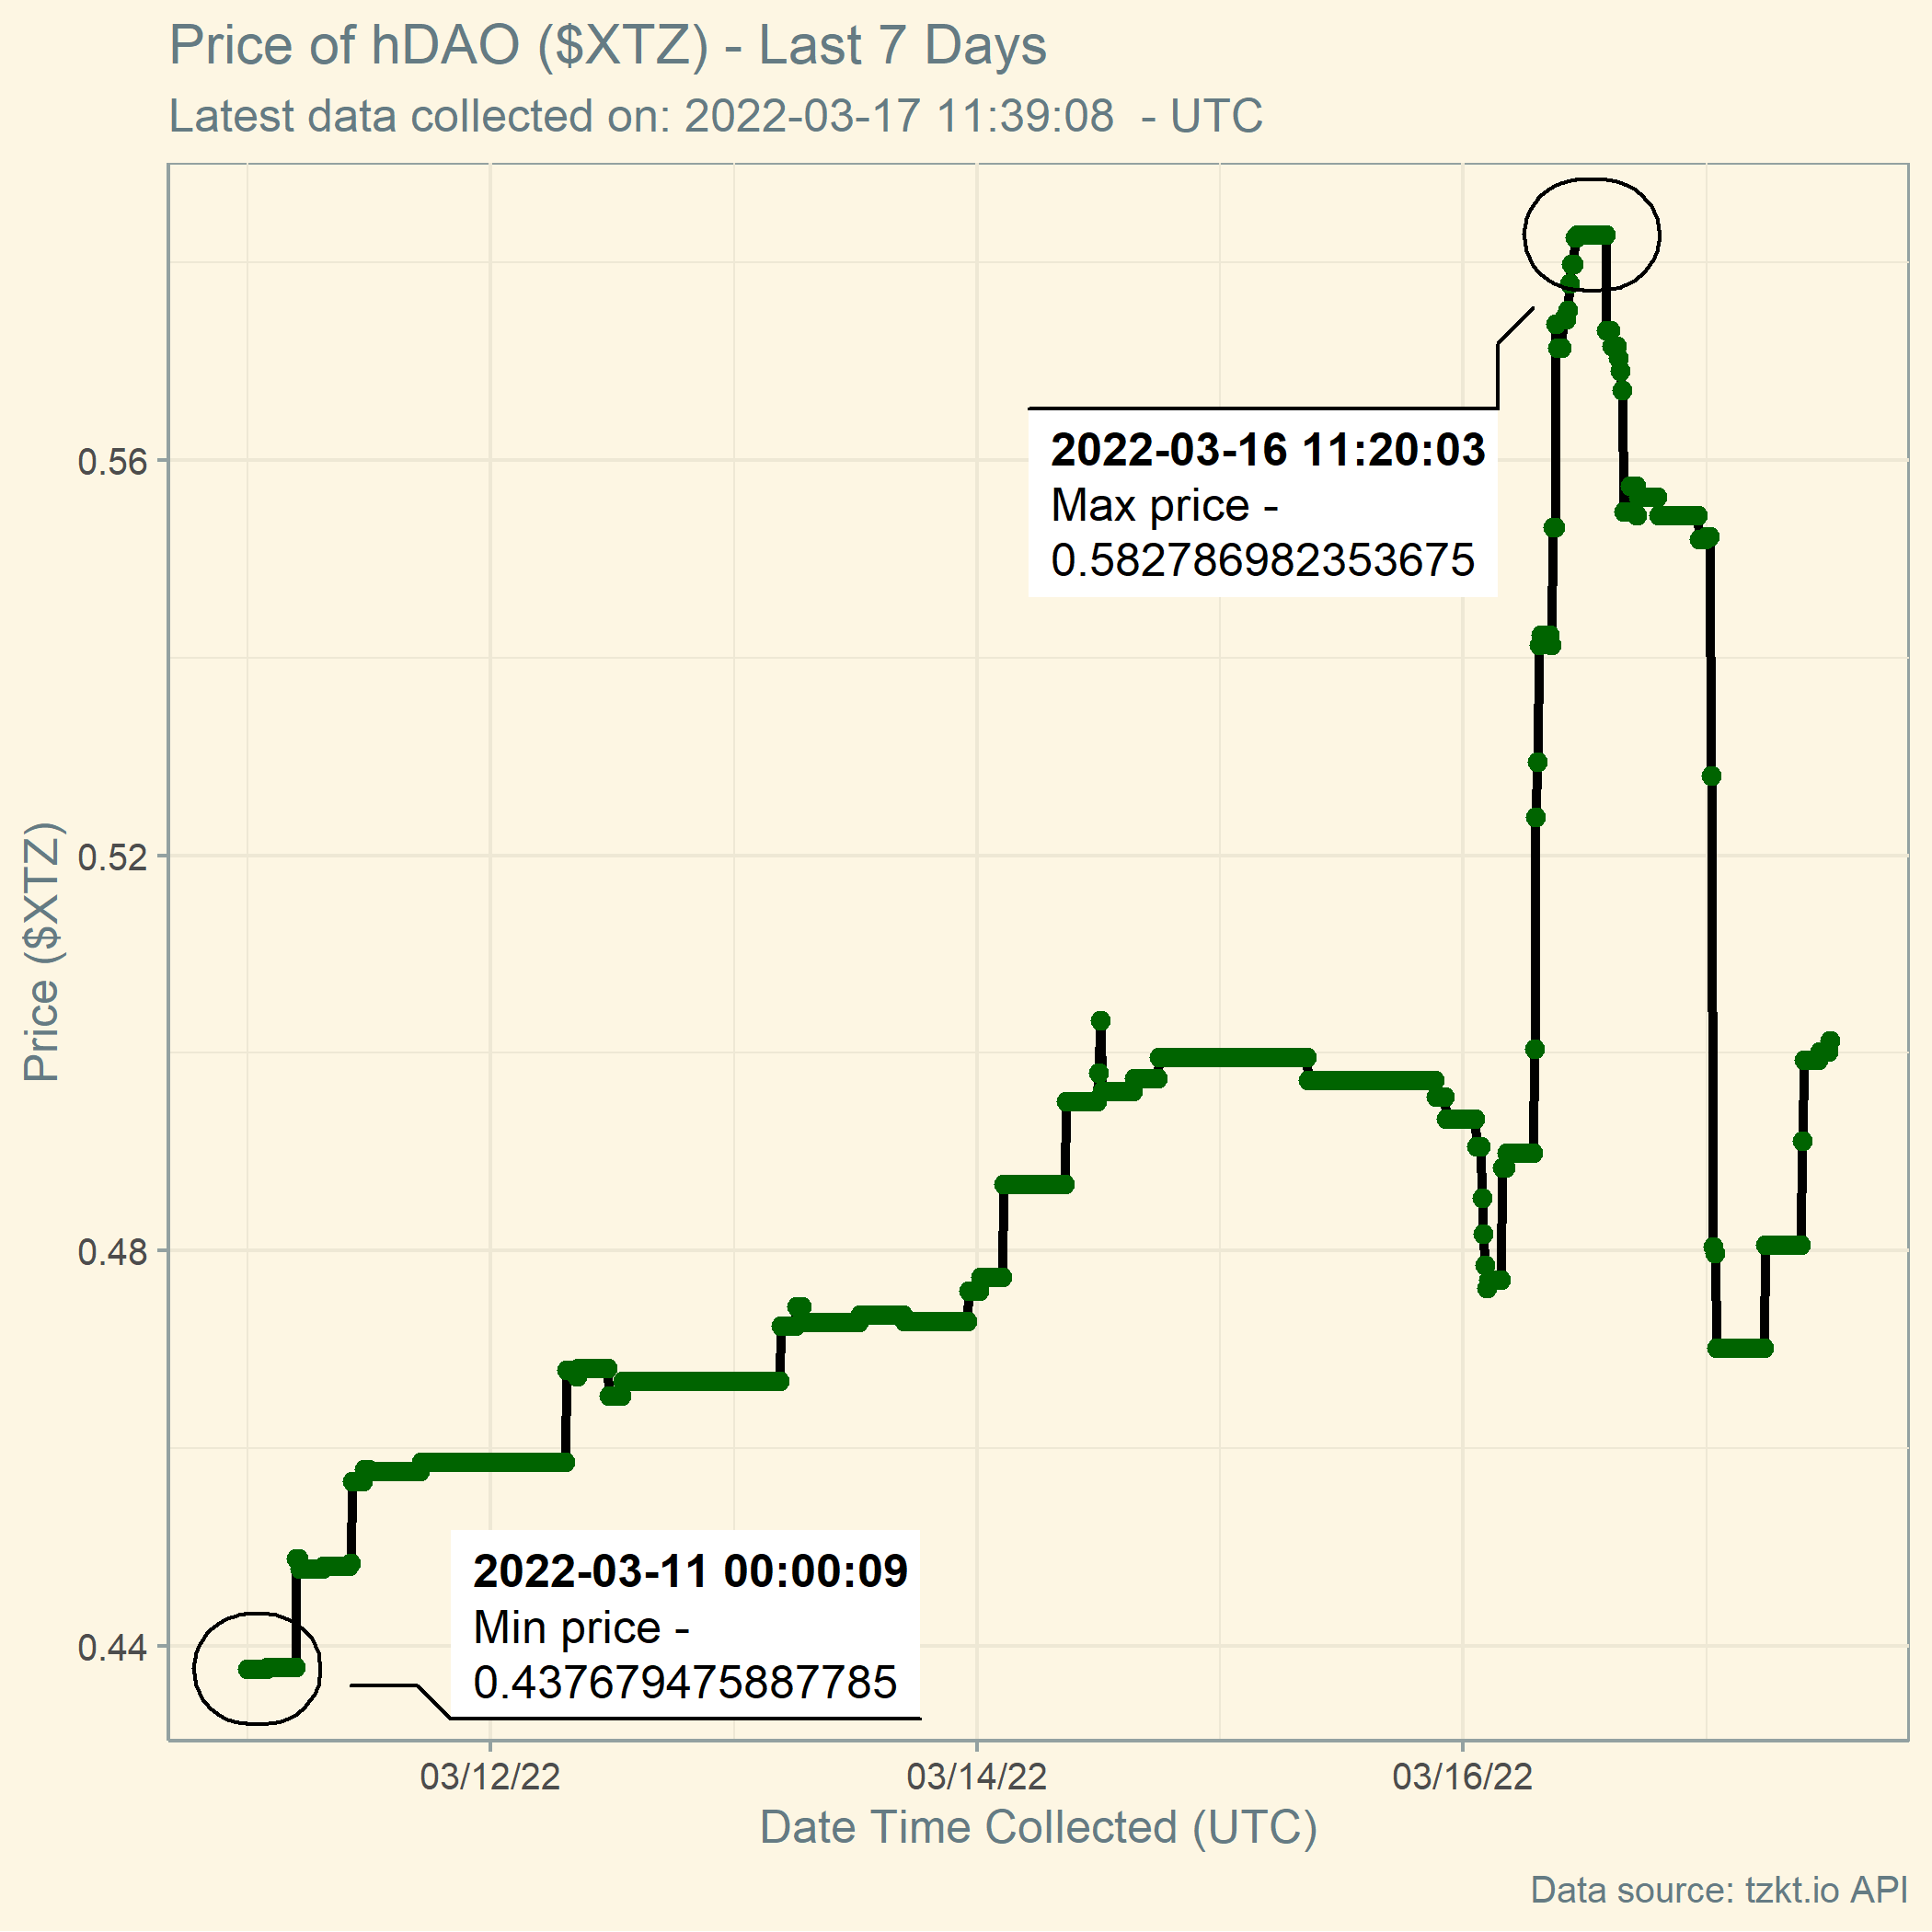 Price of hDAO ($XTZ) - Last 7 Days
Latest data collected on: 2022-03-17 11:39:08  - UTC
Price ($XTZ)
0.56
0.52
0.48
0.44
2022-03-16 11:20:03
Max price -
0.582786982353675
2022-03-11 00:00:09
Min price -
0.437679475887785
03/12/22
03/14/22
03/16/22
Date Time Collected (UTC)
Data source: tzkt.io API